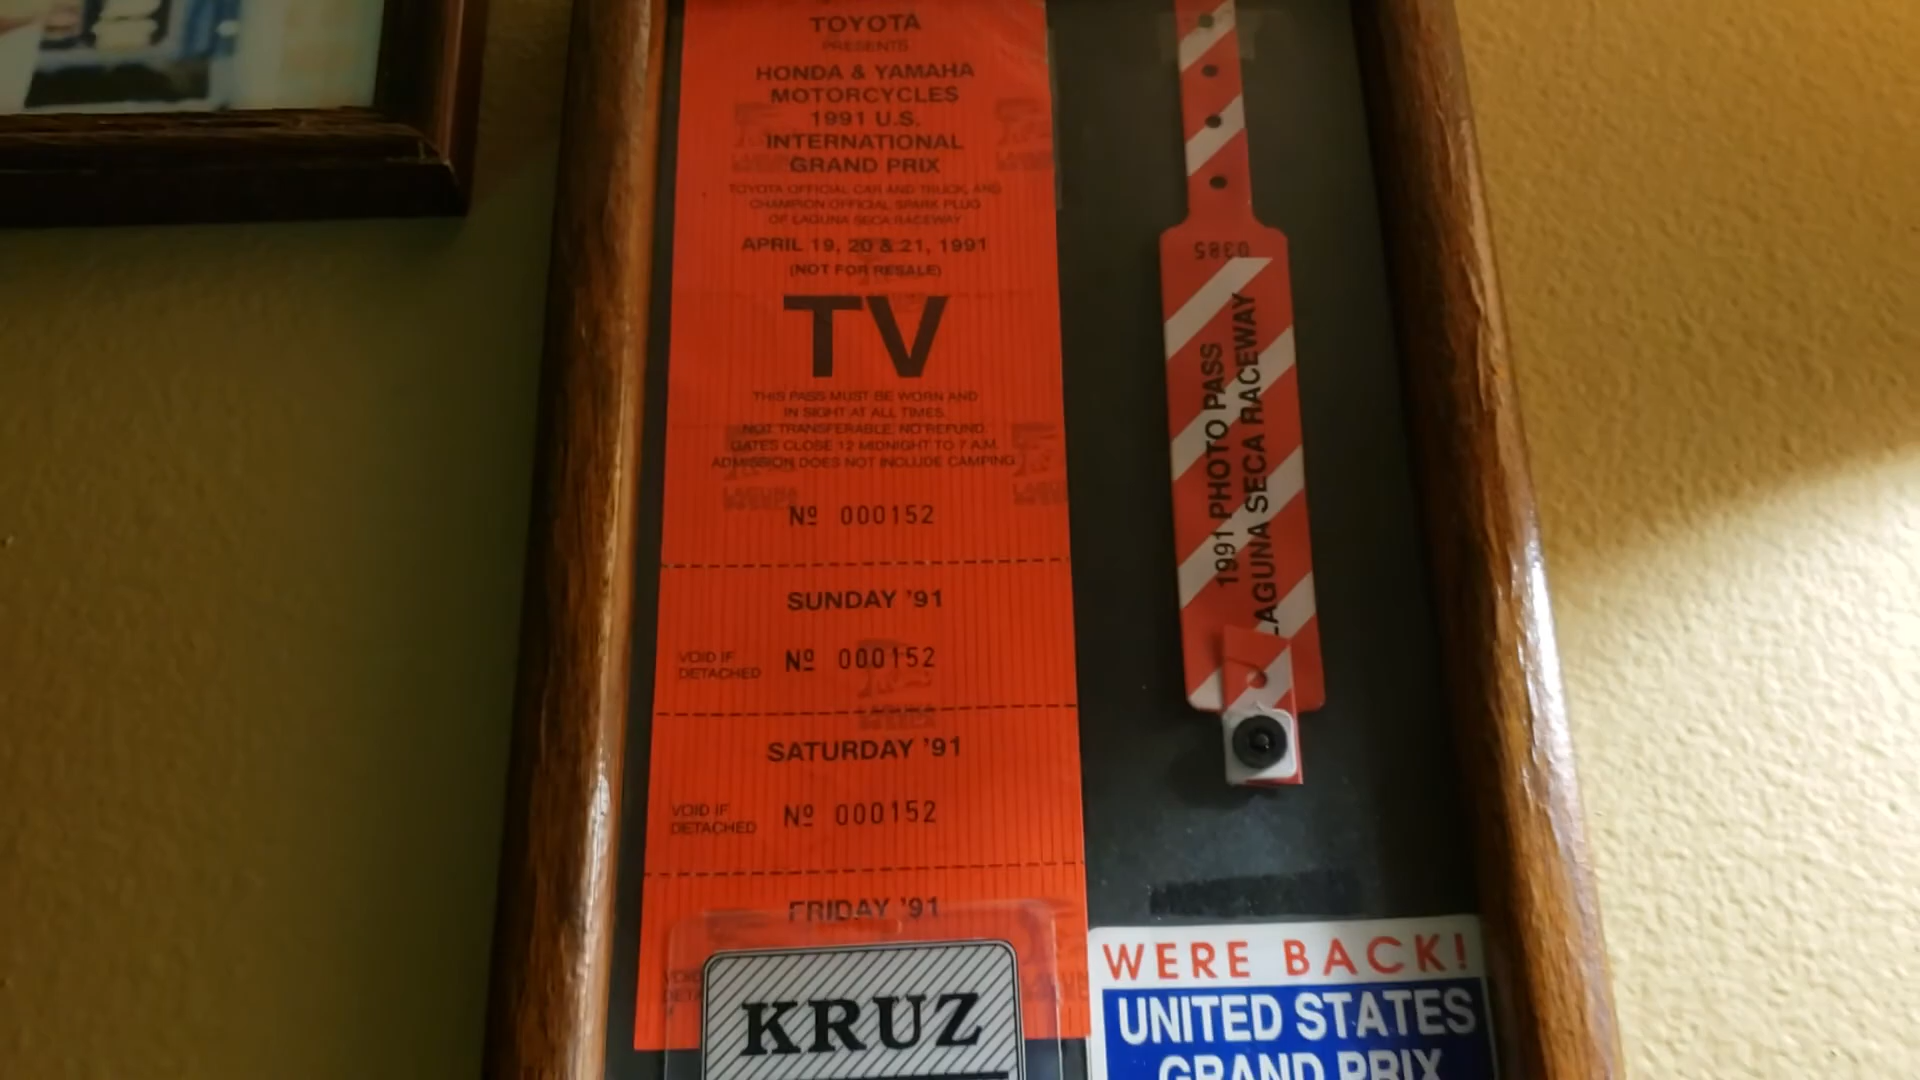 TOYOTA
PRESENTS
HONDA & YAMAHA
MOTORCYCLES
1991 U.S.
INTERNATIONAL
GRAND PRIX
TOYOTA OFFICIAL CAR AND TRUCK, AND
CHAMPION OFFICIAL SPARK PLUG
OF LAGUNA SECA RACEWAY
APRIL 19, 20 & 21, 1991
(NOT FOR RESALE)
TV
THIS PASS MUST BE WORN AND
IN SIGHT AT ALL TIMES.
NOT TRANSFERABLE. NO REFUND.
GATES CLOSE 12 MIDNIGHT TO 7 A.M.
ADMISSION DOES NOT INCLUDE CAMPING
Nº 000152
SUNDAY '91
VOID IF
DETACHED
Nº 000152
SATURDAY '91
VOID IF
DETACHED
Nº 000152
FRIDAY '91
VOID
DETA
KRUZ
0385
1991 PHOTO PASS
LAGUNA SECA RACEWAY
WERE BACK!
UNITED STATES
GRAND PRIX